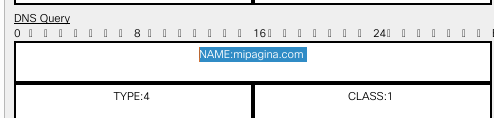 DNS Query
0 8 16 24
NAME:mipagina.com
TYPE:4 CLASS:1